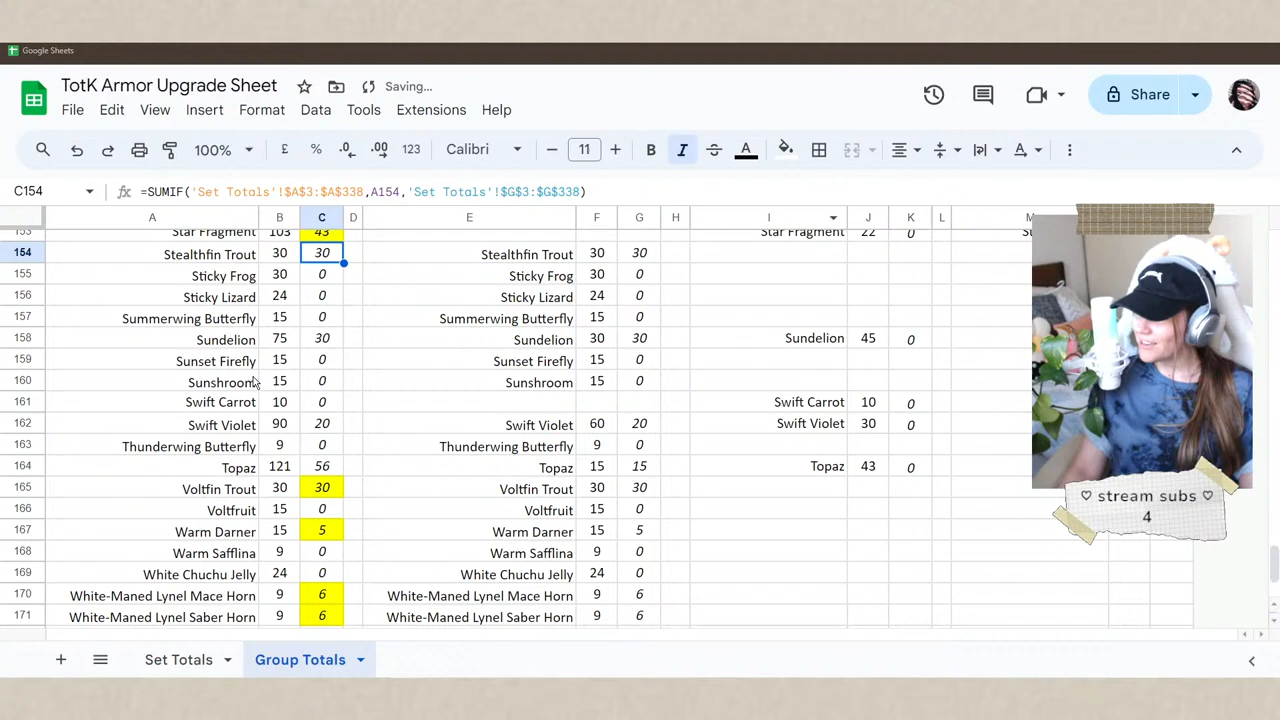 Google Sheets
TotK Armor Upgrade Sheet Saving…
File Edit View Insert Format Data Tools Extensions Help
Share
100% £ % .0 .00 123 Calibri 11 B I A
C154 fx =SUMIF('Set Totals'!$A$3:$A$338,A154,'Set Totals'!$G$3:$G$338)
A B C D E F G H I J K L M
153 Star Fragment 103 43 Star Fragment 22 0
154 Stealthfin Trout 30 30 Stealthfin Trout 30 30
155 Sticky Frog 30 0 Sticky Frog 30 0
156 Sticky Lizard 24 0 Sticky Lizard 24 0
157 Summerwing Butterfly 15 0 Summerwing Butterfly 15 0
158 Sundelion 75 30 Sundelion 30 30 Sundelion 45 0
159 Sunset Firefly 15 0 Sunset Firefly 15 0
160 Sunshroom 15 0 Sunshroom 15 0
161 Swift Carrot 10 0 Swift Carrot 10 0
162 Swift Violet 90 20 Swift Violet 60 20 Swift Violet 30 0
163 Thunderwing Butterfly 9 0 Thunderwing Butterfly 9 0
164 Topaz 121 56 Topaz 15 15 Topaz 43 0
165 Voltfin Trout 30 30 Voltfin Trout 30 30
166 Voltfruit 15 0 Voltfruit 15 0
167 Warm Darner 15 5 Warm Darner 15 5
168 Warm Safflina 9 0 Warm Safflina 9 0
169 White Chuchu Jelly 24 0 White Chuchu Jelly 24 0
170 White-Maned Lynel Mace Horn 9 6 White-Maned Lynel Mace Horn 9 6
171 White-Maned Lynel Saber Horn 9 6 White-Maned Lynel Saber Horn 9 6
♡ stream subs ♡
4
Set Totals Group Totals